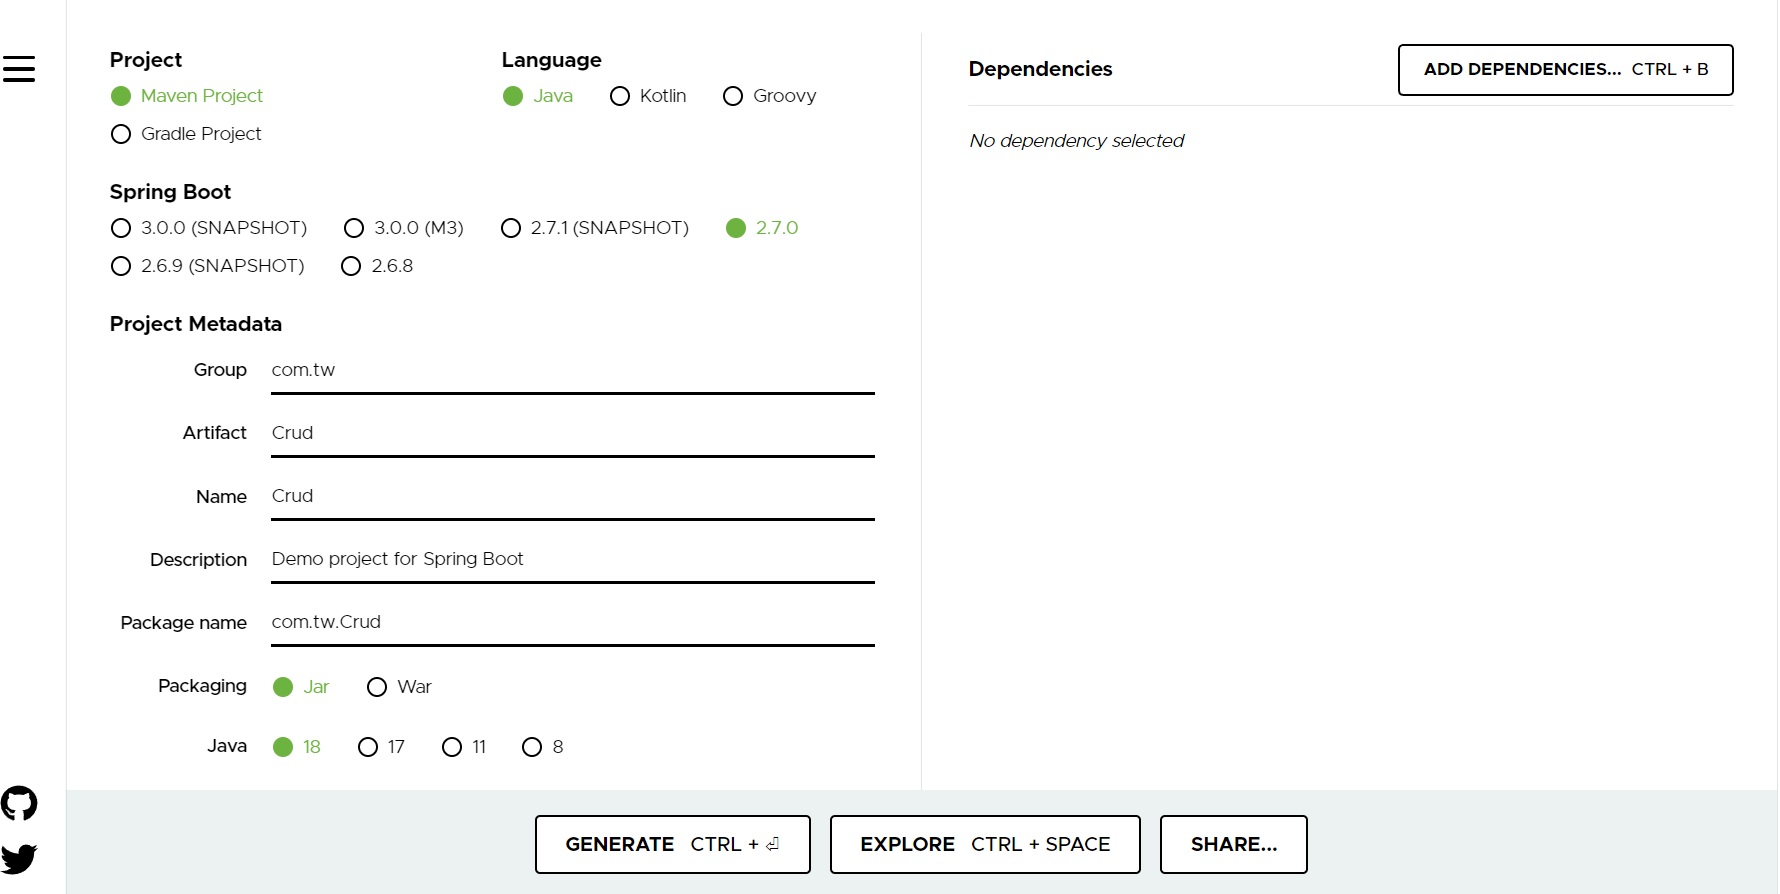 Project
Maven Project
Gradle Project
Language
Java Kotlin Groovy
Spring Boot
3.0.0 (SNAPSHOT) 3.0.0 (M3) 2.7.1 (SNAPSHOT) 2.7.0
2.6.9 (SNAPSHOT) 2.6.8
Project Metadata
Group com.tw
Artifact Crud
Name Crud
Description Demo project for Spring Boot
Package name com.tw.Crud
Packaging Jar War
Java 18 17 11 8
Dependencies
ADD DEPENDENCIES... CTRL + B
No dependency selected
GENERATE CTRL + ⏎
EXPLORE CTRL + SPACE
SHARE...